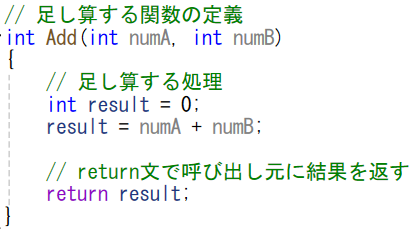 // 足し算する関数の定義
int Add(int numA, int numB)
{
// 足し算する処理
int result = 0;
result = numA + numB;
// return文で呼び出し元に結果を返す
return result;
}